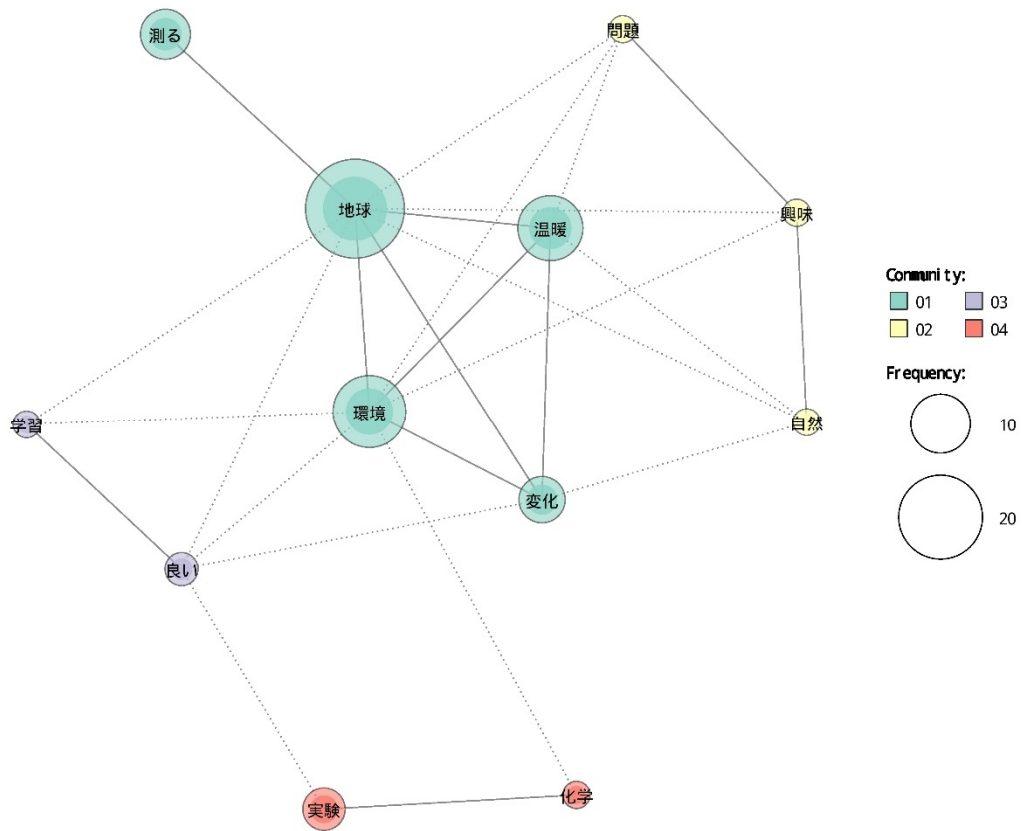 測る
問題
地球
温暖
興味
環境
学習
自然
変化
良い
実験
化学
Community:
01 03
02 04
Frequency:
10
20